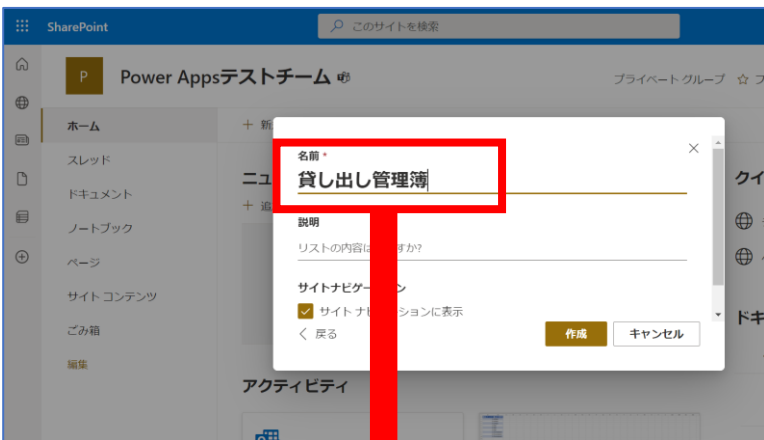 SharePoint
このサイトを検索
P
Power Appsテストチーム
プライベート グループ
ホーム
スレッド
ドキュメント
ノートブック
ページ
サイト コンテンツ
ごみ箱
編集
+ 新
ニュ
+ 追
名前 *
貸し出し管理簿
説明
リストの内容は すか?
サイトナビゲー ン
サイト ナビ ションに表示
戻る
作成
キャンセル
クイ
ドキ
アクティビティ